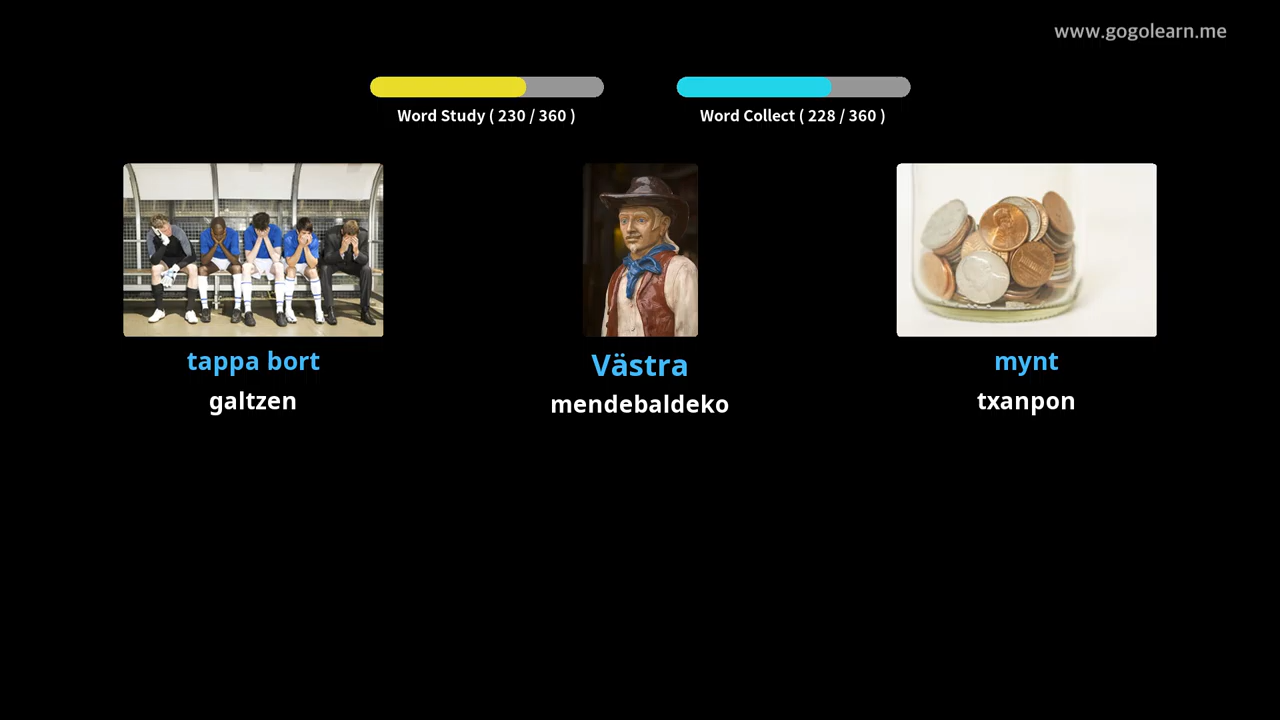 www.gogolearn.me
Word Study ( 230 / 360 )
Word Collect ( 228 / 360 )
tappa bort
Västra
mynt
galtzen
mendebaldeko
txanpon